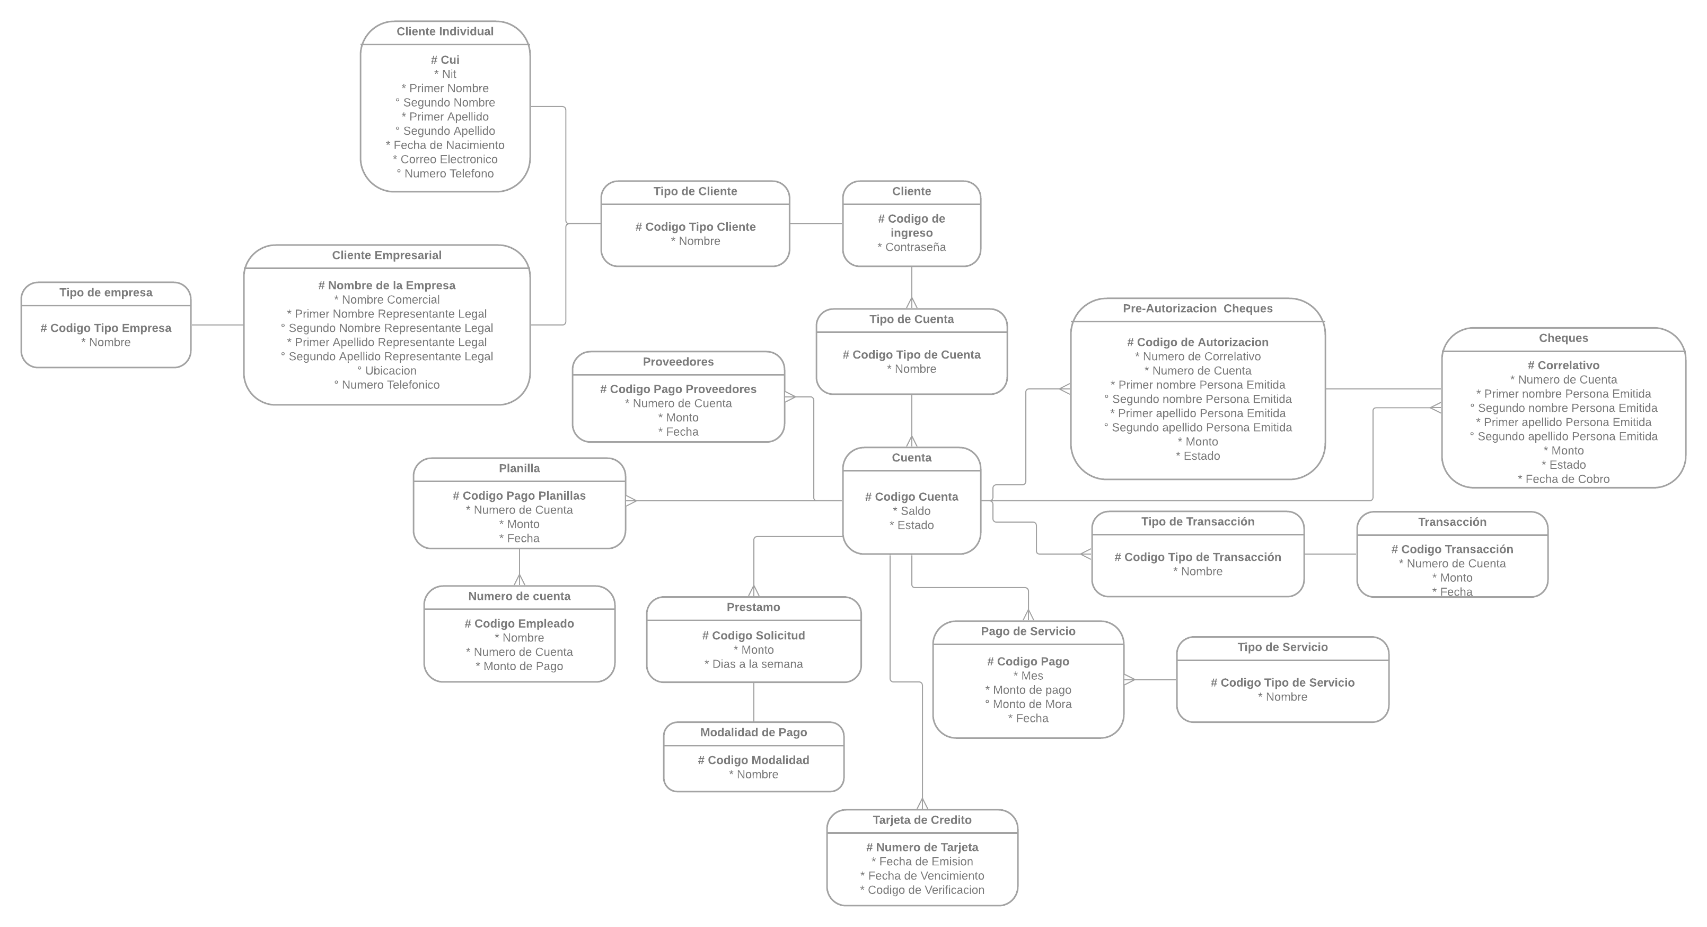 Cliente Individual
# Cui
* Nit
* Primer Nombre
° Segundo Nombre
* Primer Apellido
° Segundo Apellido
* Fecha de Nacimiento
* Correo Electronico
° Numero Telefono
Tipo de Cliente
# Codigo Tipo Cliente
* Nombre
Cliente
# Codigo de
ingreso
* Contraseña
Cliente Empresarial
# Nombre de la Empresa
* Nombre Comercial
* Primer Nombre Representante Legal
° Segundo Nombre Representante Legal
* Primer Apellido Representante Legal
° Segundo Apellido Representante Legal
° Ubicacion
° Numero Telefonico
Tipo de empresa
# Codigo Tipo Empresa
* Nombre
Tipo de Cuenta
# Codigo Tipo de Cuenta
* Nombre
Pre-Autorizacion  Cheques
# Codigo de Autorizacion
* Numero de Correlativo
* Numero de Cuenta
* Primer nombre Persona Emitida
° Segundo nombre Persona Emitida
* Primer apellido Persona Emitida
° Segundo apellido Persona Emitida
* Monto
* Estado
Cheques
# Correlativo
* Numero de Cuenta
* Primer nombre Persona Emitida
° Segundo nombre Persona Emitida
* Primer apellido Persona Emitida
° Segundo apellido Persona Emitida
* Monto
* Estado
* Fecha de Cobro
Proveedores
# Codigo Pago Proveedores
* Numero de Cuenta
* Monto
* Fecha
Planilla
# Codigo Pago Planillas
* Numero de Cuenta
* Monto
* Fecha
Cuenta
# Codigo Cuenta
* Saldo
* Estado
Tipo de Transacción
# Codigo Tipo de Transacción
* Nombre
Transacción
# Codigo Transacción
* Numero de Cuenta
* Monto
* Fecha
Numero de cuenta
# Codigo Empleado
* Nombre
* Numero de Cuenta
* Monto de Pago
Prestamo
# Codigo Solicitud
* Monto
* Dias a la semana
Pago de Servicio
# Codigo Pago
* Mes
* Monto de pago
° Monto de Mora
* Fecha
Tipo de Servicio
# Codigo Tipo de Servicio
* Nombre
Modalidad de Pago
# Codigo Modalidad
* Nombre
Tarjeta de Credito
# Numero de Tarjeta
* Fecha de Emision
* Fecha de Vencimiento
* Codigo de Verificacion